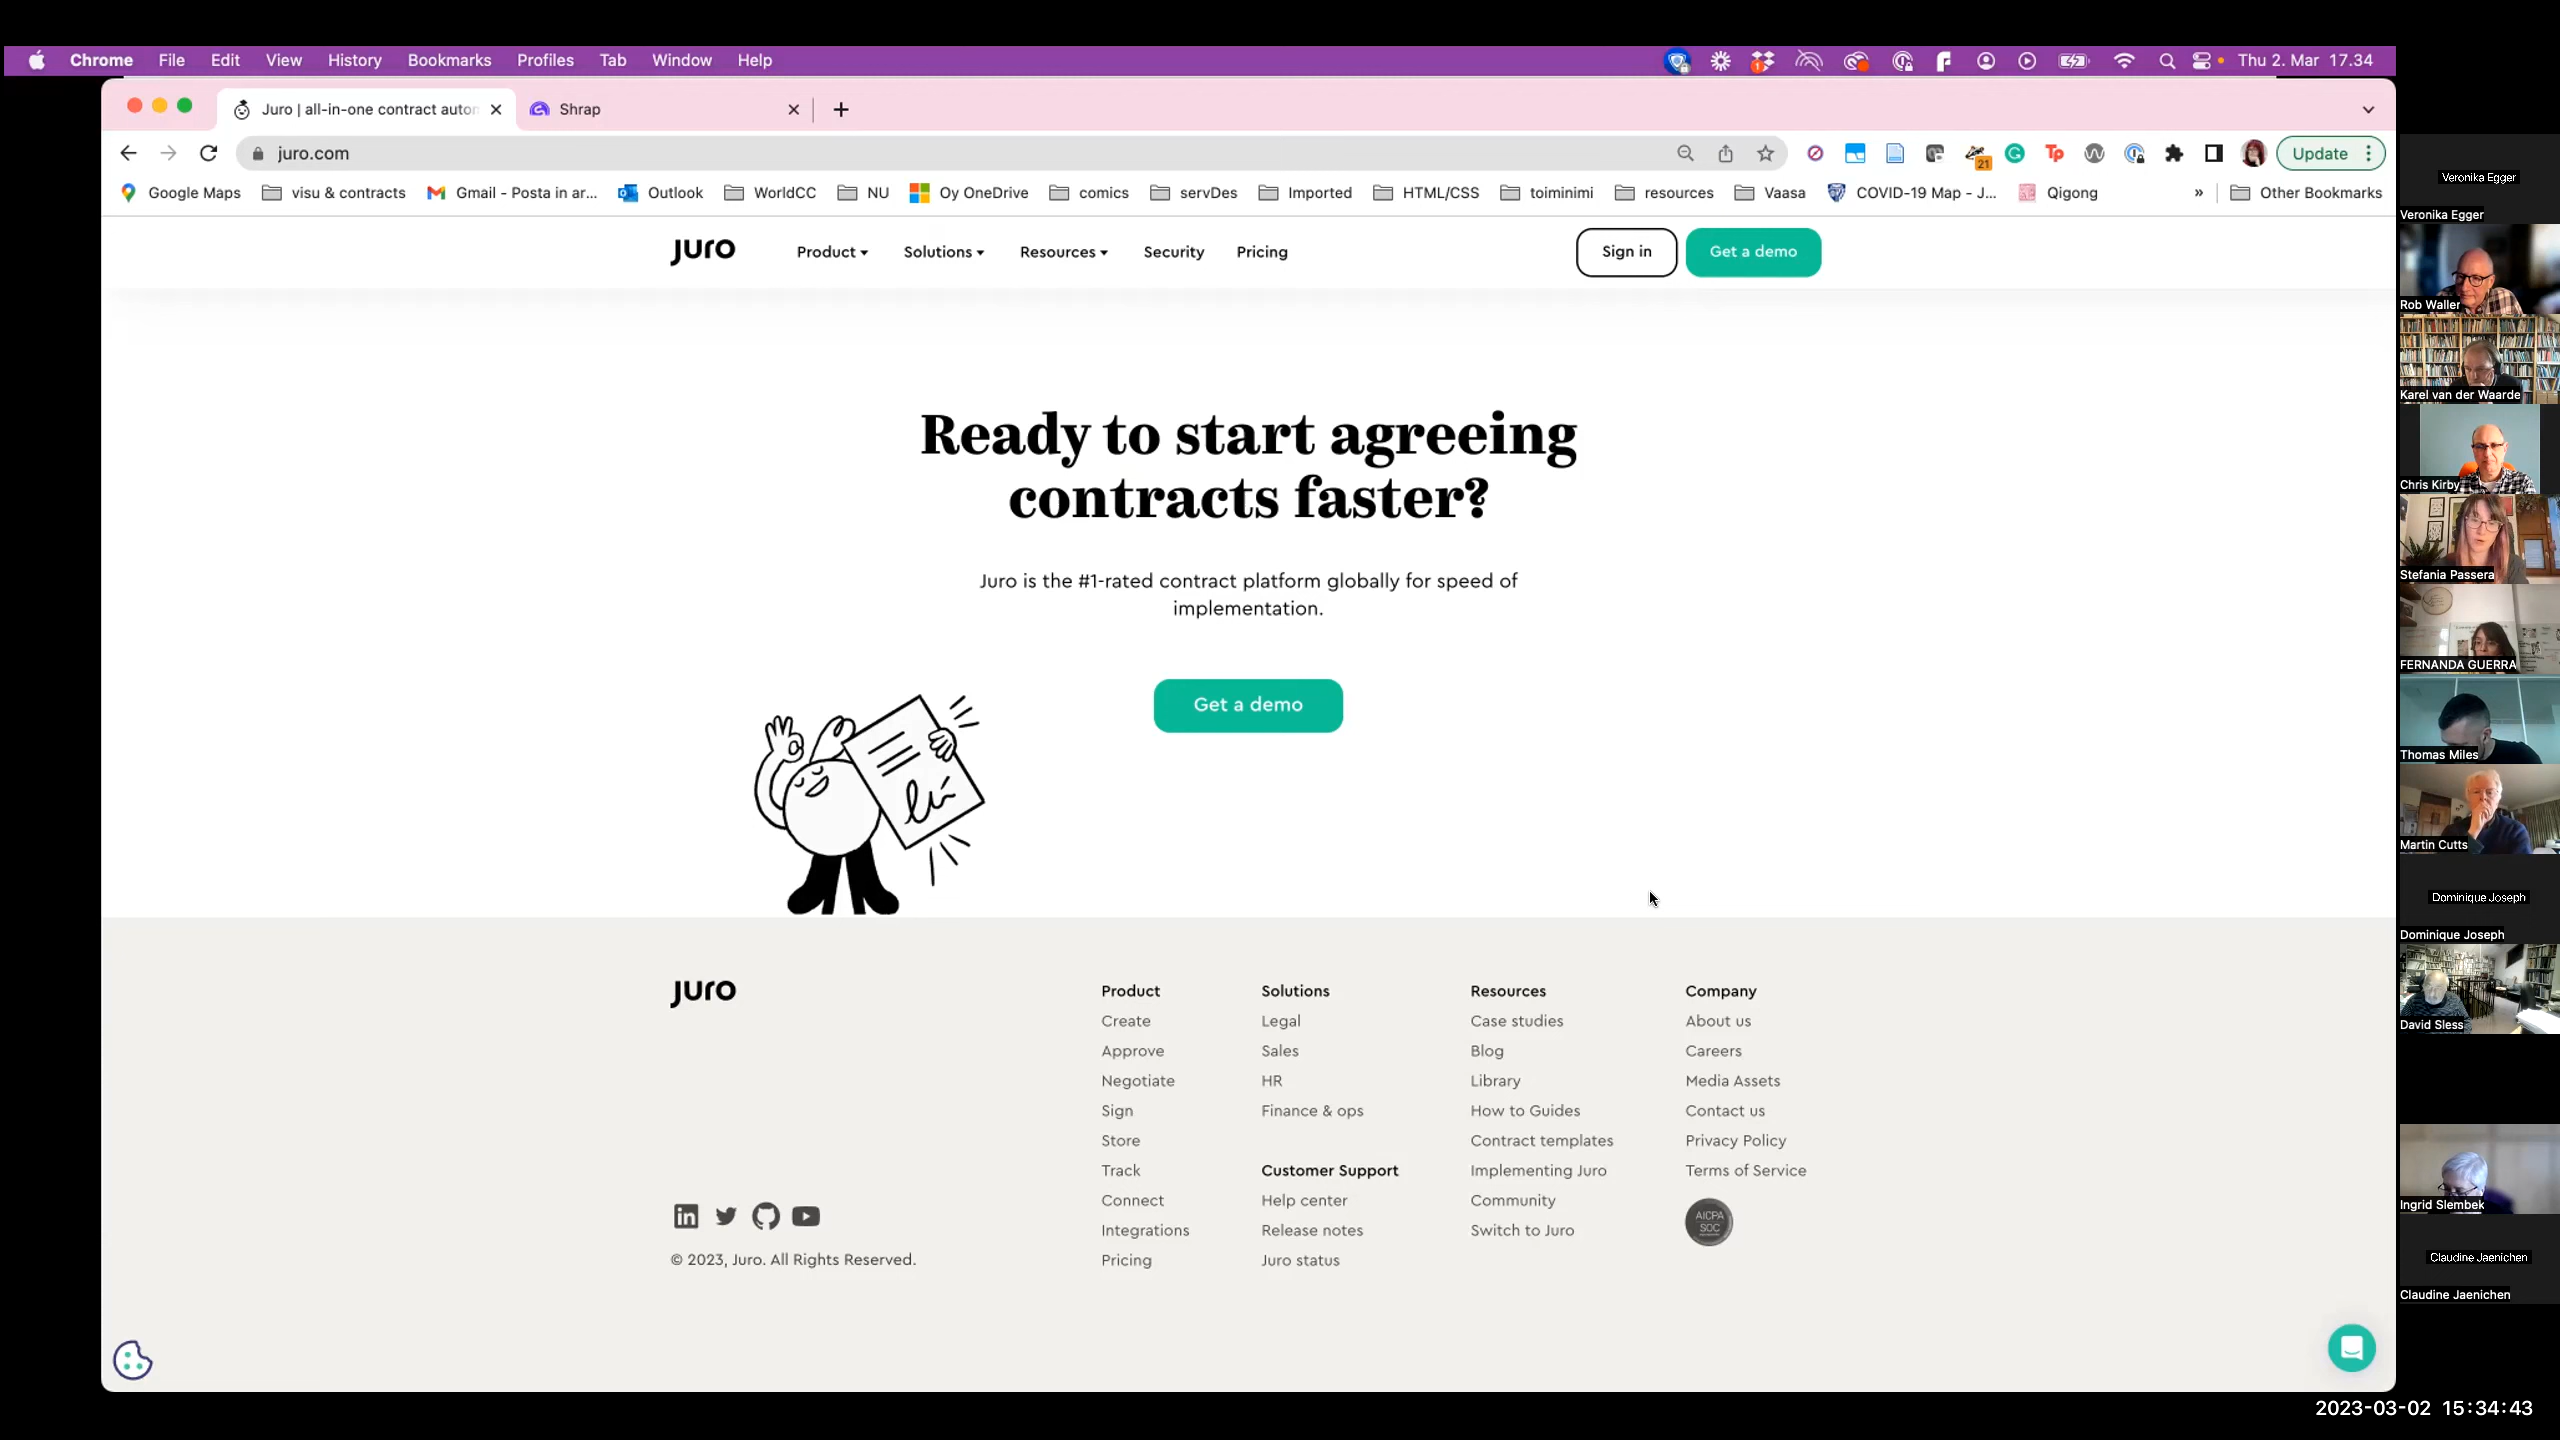 Chrome File Edit View History Bookmarks Profiles Tab Window Help
Thu 2. Mar 17.34
Juro | all-in-one contract auton
Shrap
juro.com
21
Update
Google Maps
visu & contracts
Gmail - Posta in ar...
Outlook
WorldCC
NU
Oy OneDrive
comics
servDes
Imported
HTML/CSS
toiminimi
resources
Vaasa
COVID-19 Map - J...
Qigong
»
Other Bookmarks
Juro
Product
Solutions
Resources
Security
Pricing
Sign in
Get a demo
Ready to start agreeing
contracts faster?
Juro is the #1-rated contract platform globally for speed of
implementation.
Get a demo
Juro
© 2023, Juro. All Rights Reserved.
Product
Create
Approve
Negotiate
Sign
Store
Track
Connect
Integrations
Pricing
Solutions
Legal
Sales
HR
Finance & ops
Customer Support
Help center
Release notes
Juro status
Resources
Case studies
Blog
Library
How to Guides
Contract templates
Implementing Juro
Community
Switch to Juro
Company
About us
Careers
Media Assets
Contact us
Privacy Policy
Terms of Service
AICPA
SOC
Veronika Egger
Veronika Egger
Rob Waller
Karel van der Waarde
Chris Kirby
Stefania Passera
FERNANDA GUERRA
Thomas Miles
Martin Cutts
Dominique Joseph
Dominique Joseph
David Sless
Ingrid Slembek
Claudine Jaenichen
Claudine Jaenichen
2023-03-02 15:34:43